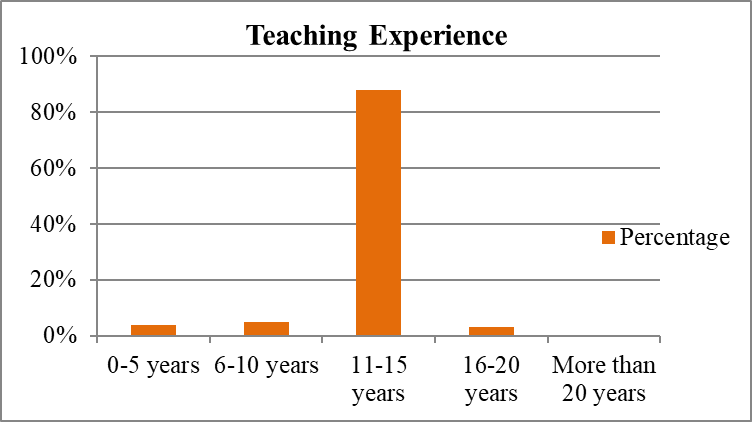 Teaching Experience
100%
80%
60%
40%
20%
0%
0-5 years
6-10 years
11-15
years
16-20
years
More than
20 years
Percentage